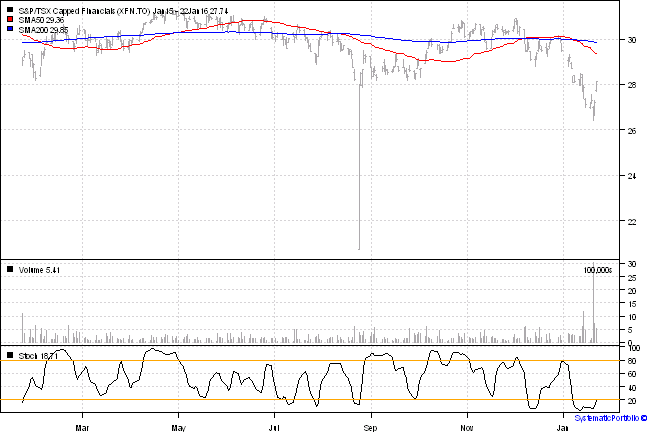 S&P/TSX Capped Financials (XFN.TO) Jan15 - 22Jan16 27.74
SMA50 29.36
SMA200 29.85
30
28
26
24
22
Volume 5.41
100,000s
30
25
20
15
10
5
0
Stoch 18.71
100
80
60
40
20
Mar May Jul Sep Nov Jan
SystematicPortfolio ©